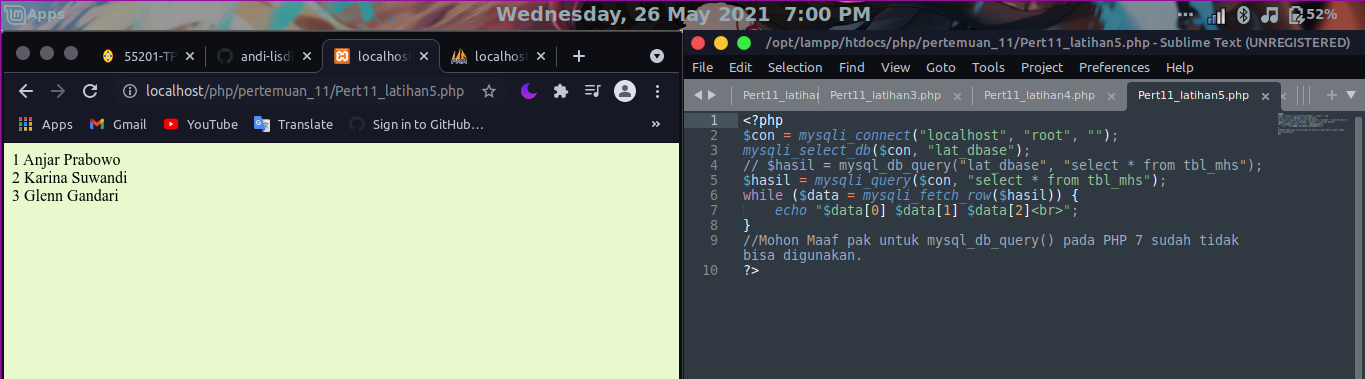 Apps
Wednesday, 26 May 2021 7:00 PM
52%
55201-TP
andi-lisdi
localhos
localhos
localhost/php/pertemuan_11/Pert11_latihan5.php
Apps
Gmail
YouTube
Translate
Sign in to GitHub…
»
1 Anjar Prabowo
2 Karina Suwandi
3 Glenn Gandari
/opt/lampp/htdocs/php/pertemuan_11/Pert11_latihan5.php - Sublime Text (UNREGISTERED)
File Edit Selection Find View Goto Tools Project Preferences Help
Pert11_latihan
Pert11_latihan3.php
Pert11_latihan4.php
Pert11_latihan5.php
1 <?php
2 $con = mysqli_connect("localhost", "root", "");
3 mysqli_select_db($con, "lat_dbase");
4 // $hasil = mysql_db_query("lat_dbase", "select * from tbl_mhs");
5 $hasil = mysqli_query($con, "select * from tbl_mhs");
6 while ($data = mysqli_fetch_row($hasil)) {
7 echo "$data[0] $data[1] $data[2]<br>";
8 }
9 //Mohon Maaf pak untuk mysql_db_query() pada PHP 7 sudah tidak
bisa digunakan.
10 ?>